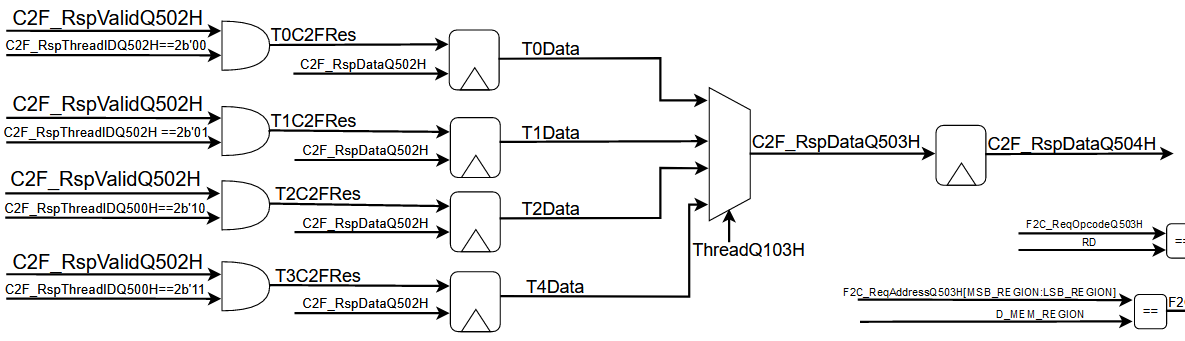 C2F_RspValidQ502H
C2F_RspThreadIDQ502H==2b'00
T0C2FRes
C2F_RspDataQ502H
T0Data
C2F_RspValidQ502H
C2F_RspThreadIDQ502H ==2b'01
T1C2FRes
C2F_RspDataQ502H
T1Data
C2F_RspDataQ503H
C2F_RspDataQ504H
C2F_RspValidQ502H
C2F_RspThreadIDQ500H==2b'10
T2C2FRes
C2F_RspDataQ502H
T2Data
ThreadQ103H
F2C_ReqOpcodeQ503H
RD
==
C2F_RspValidQ502H
C2F_RspThreadIDQ500H==2b'11
T3C2FRes
C2F_RspDataQ502H
T4Data
F2C_ReqAddressQ503H[MSB_REGION:LSB_REGION]
D_MEM_REGION
==
F2C